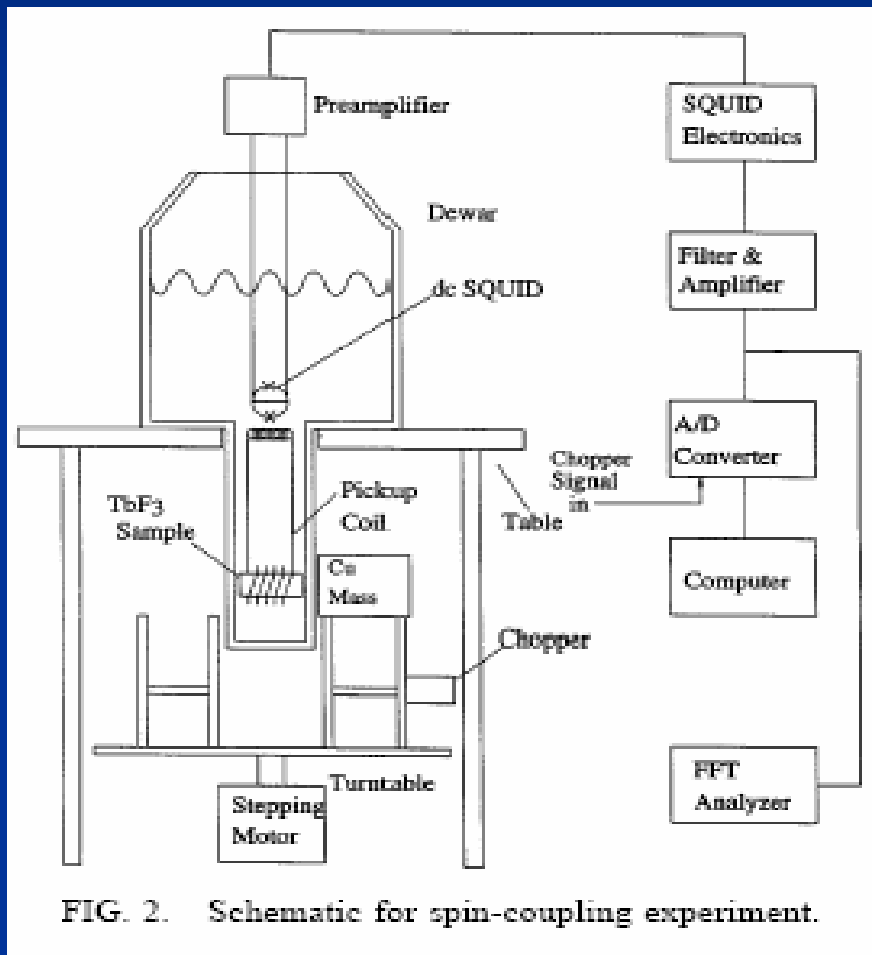 Preamplifier
SQUID
Electronics
Dewar
Filter &
Amplifier
dc SQUID
A/D
Converter
Chopper
Signal
in
Pickup
Coil
Table
TbF3
Sample
Cu
Mass
Computer
Chopper
Turntable
Stepping
Motor
FFT
Analyzer
FIG. 2. Schematic for spin-coupling experiment.